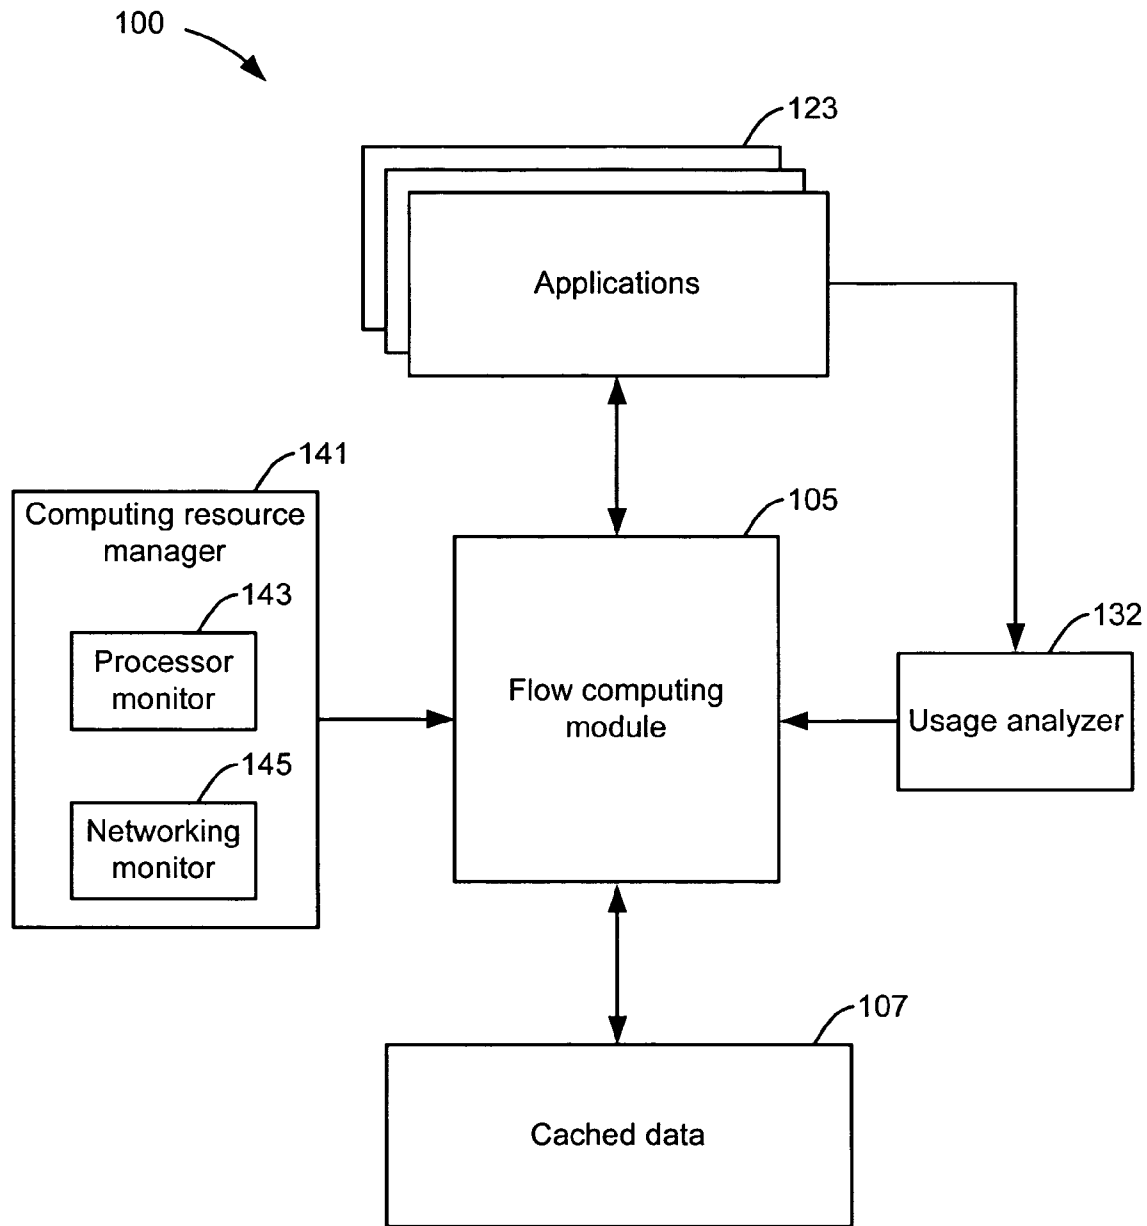 100
123
Applications
141
Computing resource
manager
105
143
Processor
monitor
132
Flow computing
module
Usage analyzer
145
Networking
monitor
107
Cached data